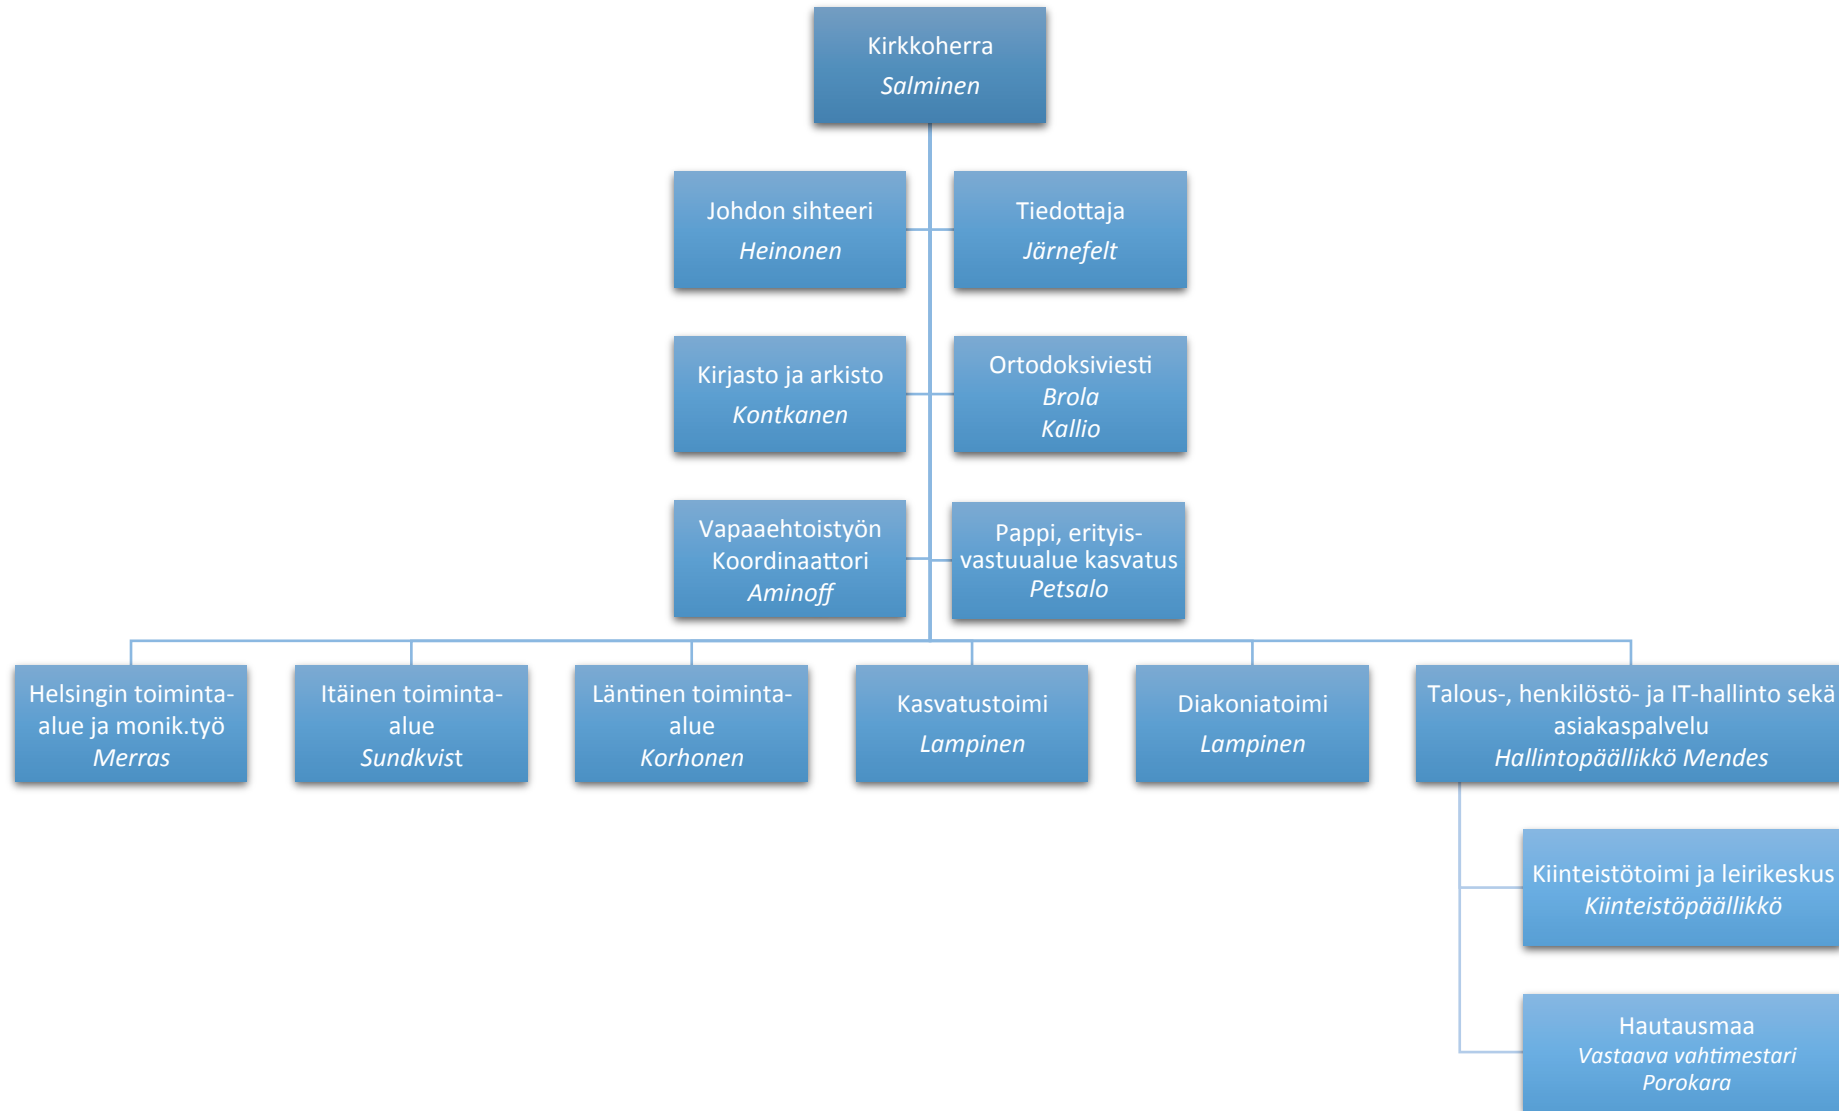 Kirkkoherra
Salminen
Johdon sihteeri
Heinonen
Tiedottaja
Järnefelt
Kirjasto ja arkisto
Kontkanen
Ortodoksiviesti
Brola
Kallio
Vapaaehtoistyön
Koordinaattori
Aminoff
Pappi, erityis-
vastuualue kasvatus
Petsalo
Helsingin toiminta-
alue ja monik.työ
Merras
Itäinen toiminta-
alue
Sundkvist
Läntinen toiminta-
alue
Korhonen
Kasvatustoimi
Lampinen
Diakoniatoimi
Lampinen
Talous-, henkilöstö- ja IT-hallinto sekä
asiakaspalvelu
Hallintopäällikkö Mendes
Kiinteistötoimi ja leirikeskus
Kiinteistöpäällikkö
Hautausmaa
Vastaava vahtimestari
Porokara